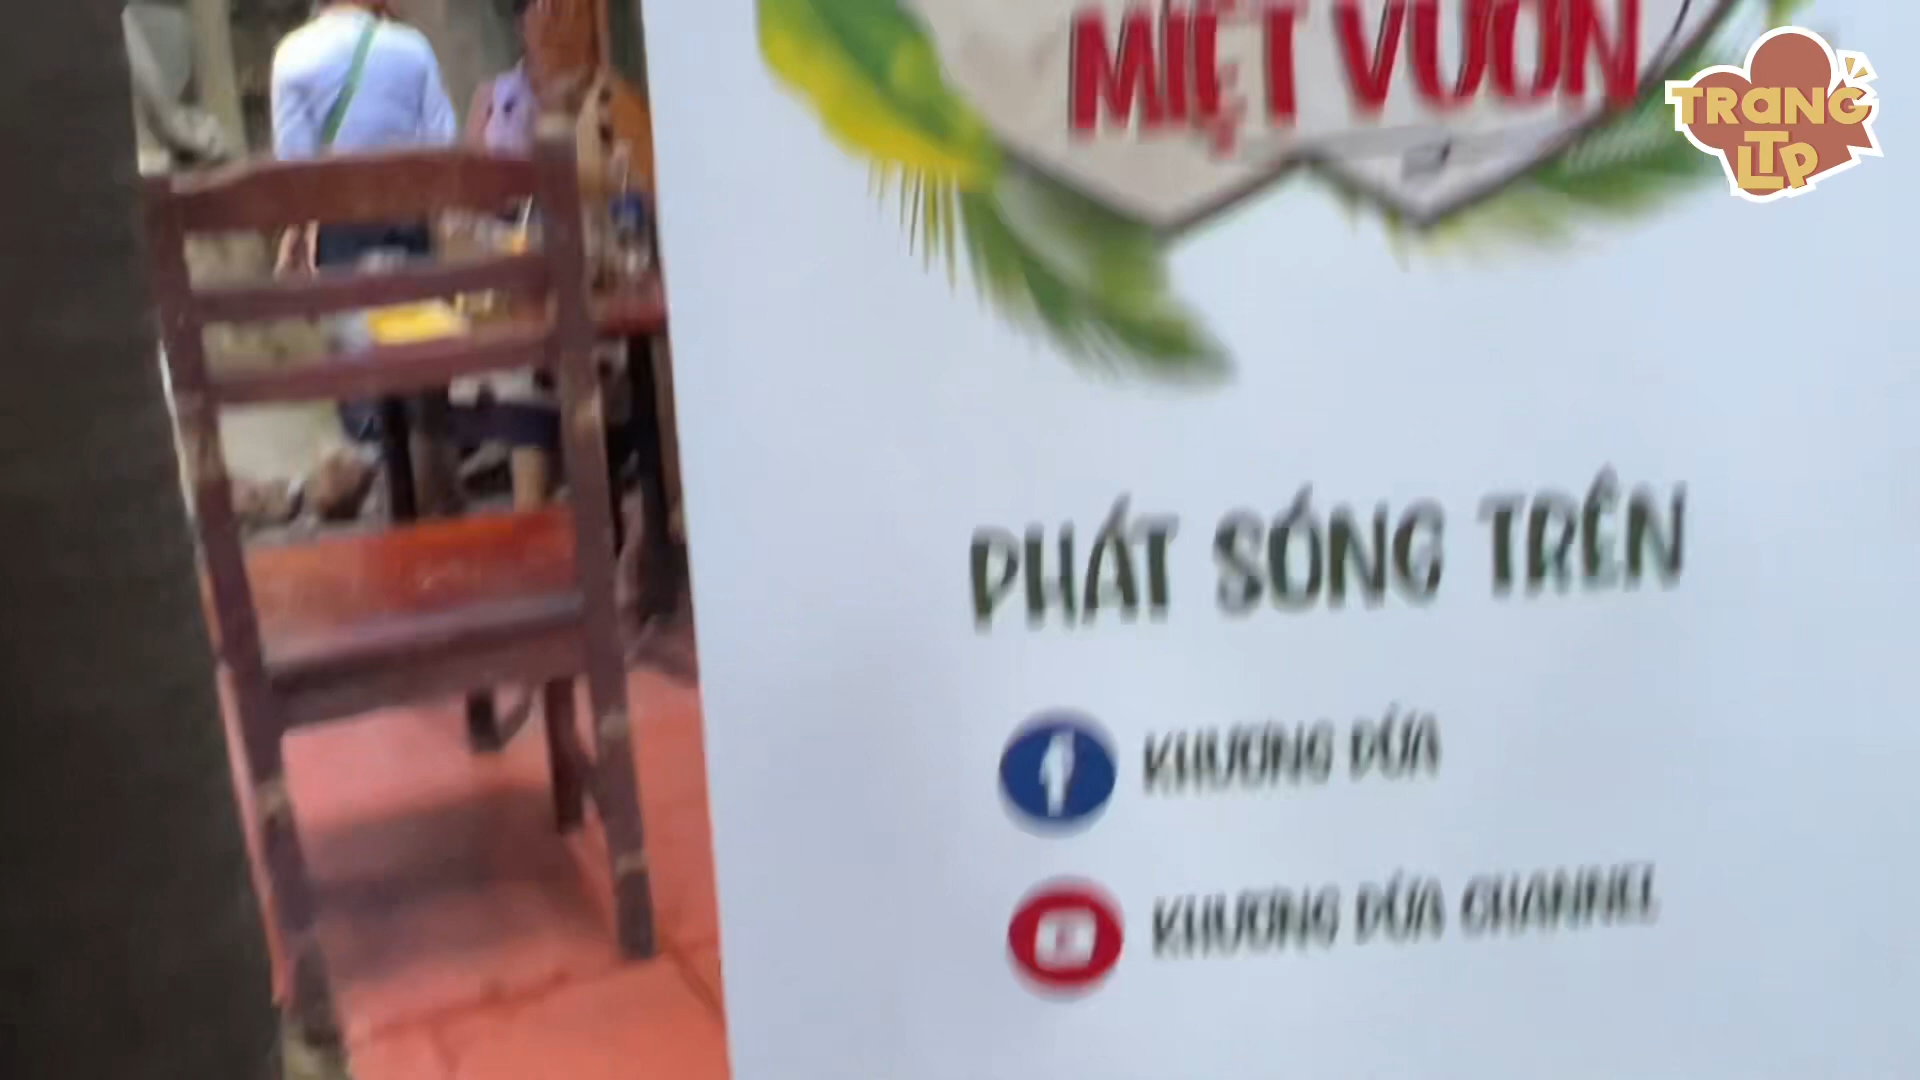 MIỆT VƯỜN
TRANG
LTP
PHÁT SÓNG TRÊN
KHƯƠNG DỪA
KHƯƠNG DỪA CHANNEL